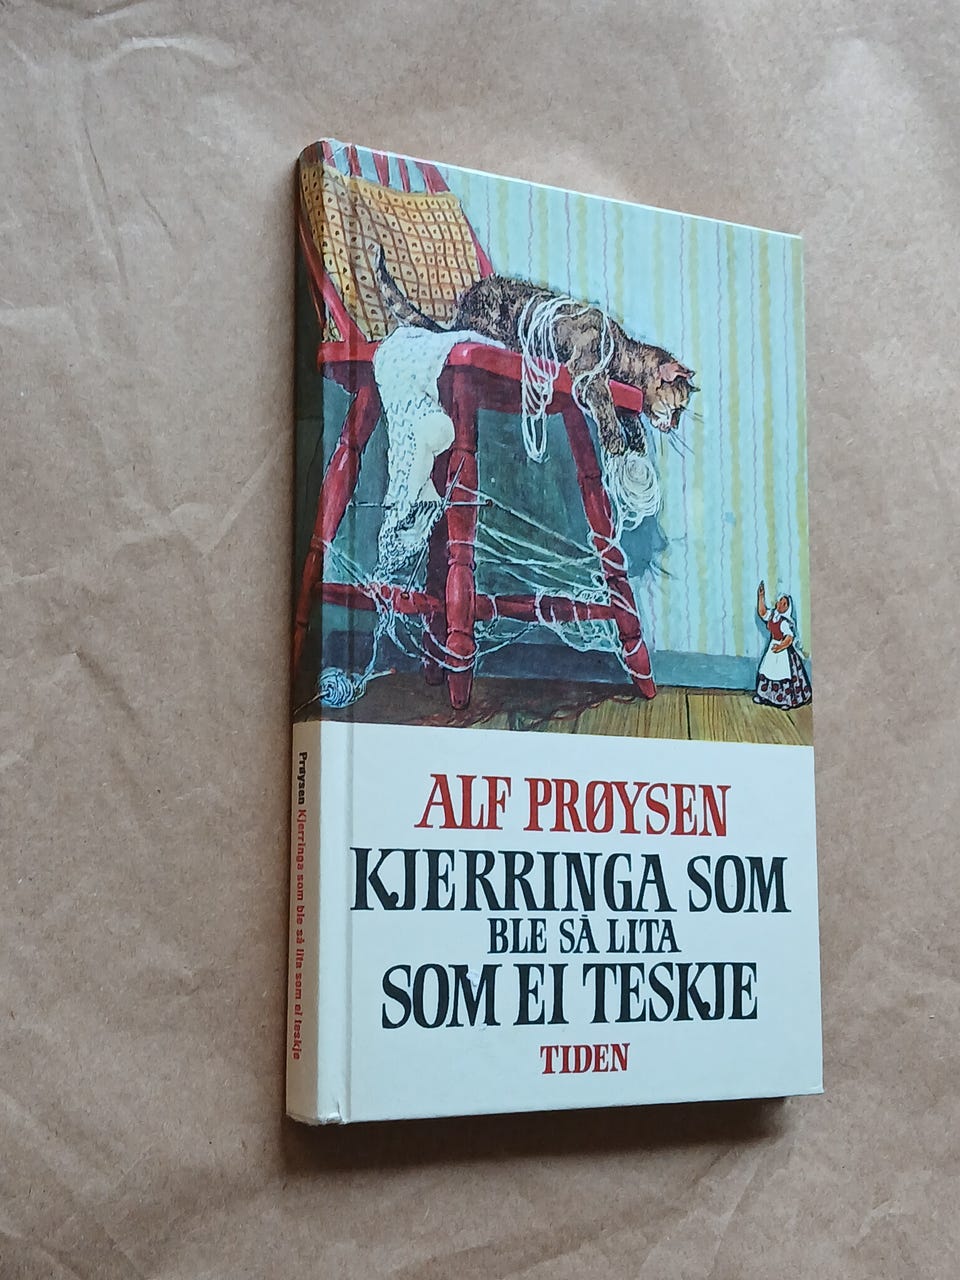 ALF PRØYSEN
KJERRINGA SOM
BLE SÅ LITA
SOM EI TESKJE
TIDEN
Prøysen Kjerringa som ble så lita som ei teskje